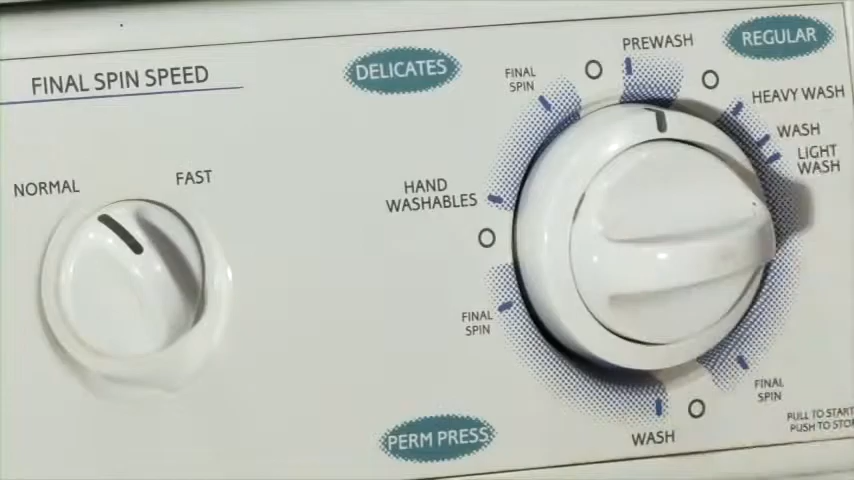 FINAL SPIN SPEED
NORMAL
FAST
DELICATES
FINAL
SPIN
PREWASH
REGULAR
HEAVY WASH
WASH
LIGHT
WASH
HAND
WASHABLES
FINAL
SPIN
PERM PRESS
WASH
FINAL
SPIN
PULL TO START
PUSH TO STOP